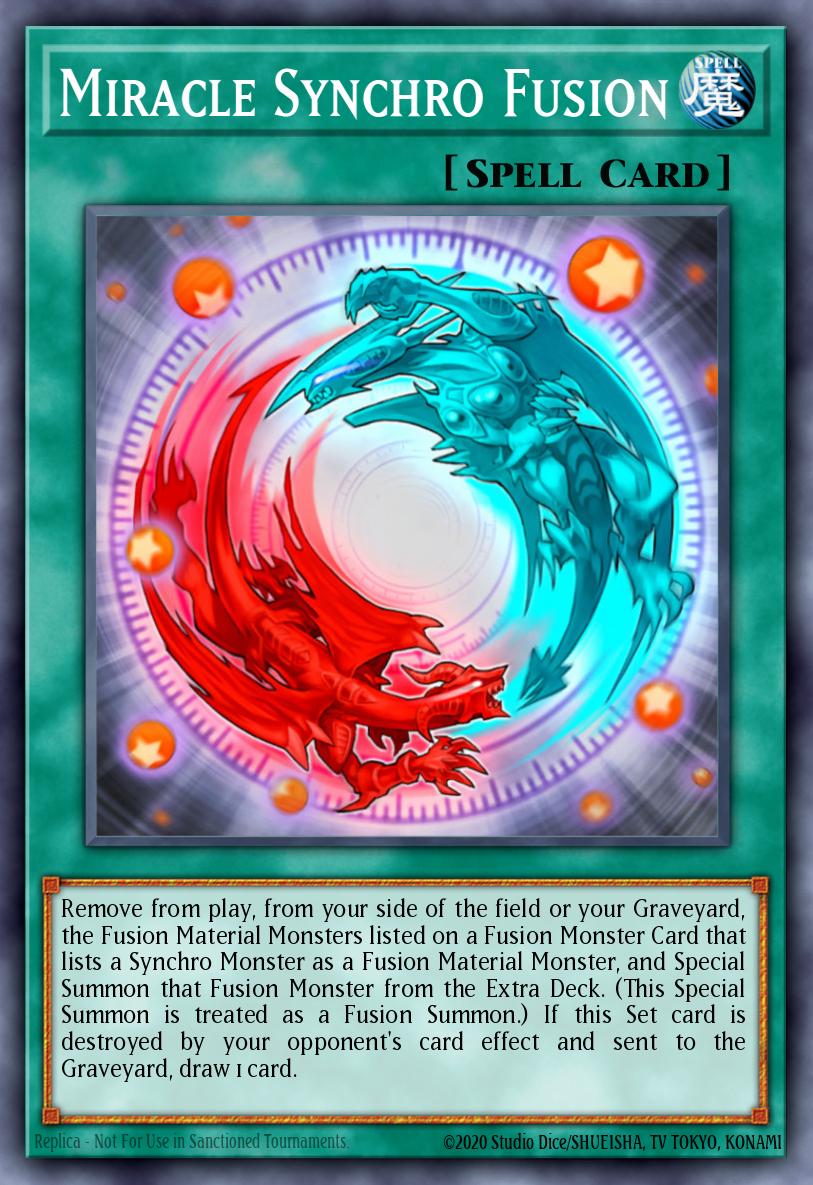 Miracle Synchro Fusion
SPELL
魔
[ Spell Card ]
Remove from play, from your side of the field or your Graveyard,
the Fusion Material Monsters listed on a Fusion Monster Card that
lists a Synchro Monster as a Fusion Material Monster, and Special
Summon that Fusion Monster from the Extra Deck. (This Special
Summon is treated as a Fusion Summon.) If this Set card is
destroyed by your opponent's card effect and sent to the
Graveyard, draw 1 card.
Replica - Not For Use in Sanctioned Tournaments.
©2020 Studio Dice/SHUEISHA, TV TOKYO, KONAMI